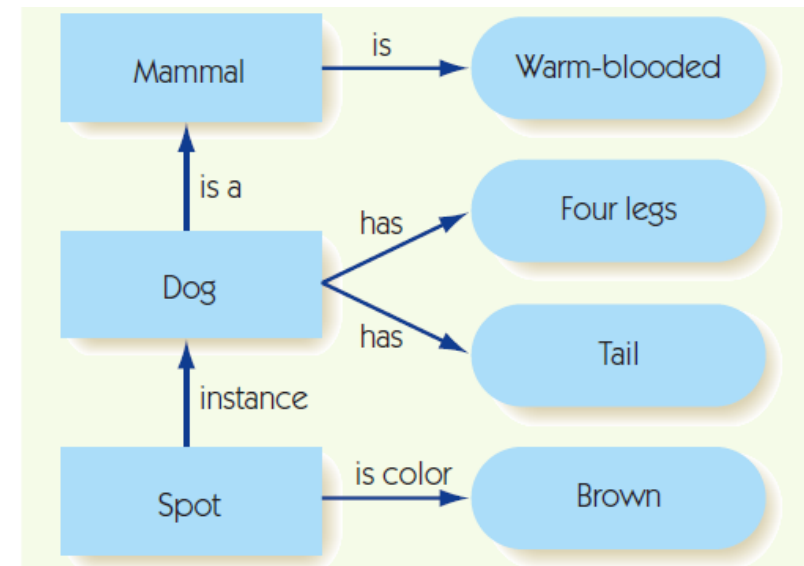 Mammal
is
Warm-blooded
is a
has
Four legs
Dog
has
Tail
instance
Spot
is color
Brown